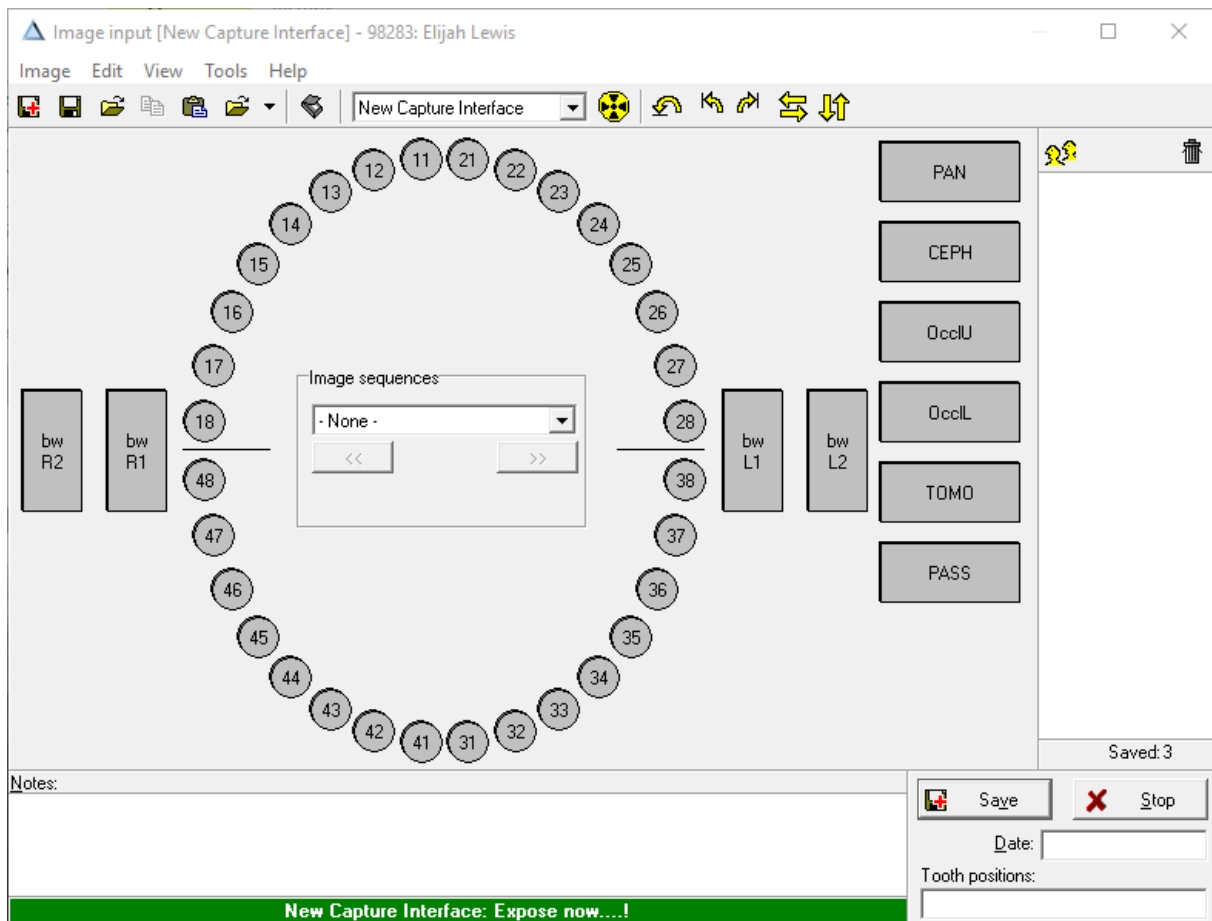 Image input [New Capture Interface] - 98283: Elijah Lewis
Image Edit View Tools Help
New Capture Interface
11 21
12 22
13 23
14 24
15 25
16 26
17 27
18 28
48 38
47 37
46 36
45 35
44 34
43 33
42 32
41 31
bw R2
bw R1
Image sequences
- None -
<< >>
bw L1
bw L2
PAN
CEPH
OcclU
OcclL
TOMO
PASS
Saved: 3
Notes:
Save Stop
Date:
Tooth positions:
New Capture Interface: Expose now....!